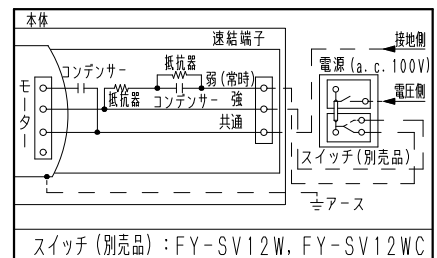 本体
速結端子
接地側
電源(a.c.100V)
電圧側
コンデンサー
抵抗器
弱(常時)
モーター
抵抗器
コンデンサー
強
共通
スイッチ(別売品)
アース
スイッチ(別売品):FY-SV12W, FY-SV12WC